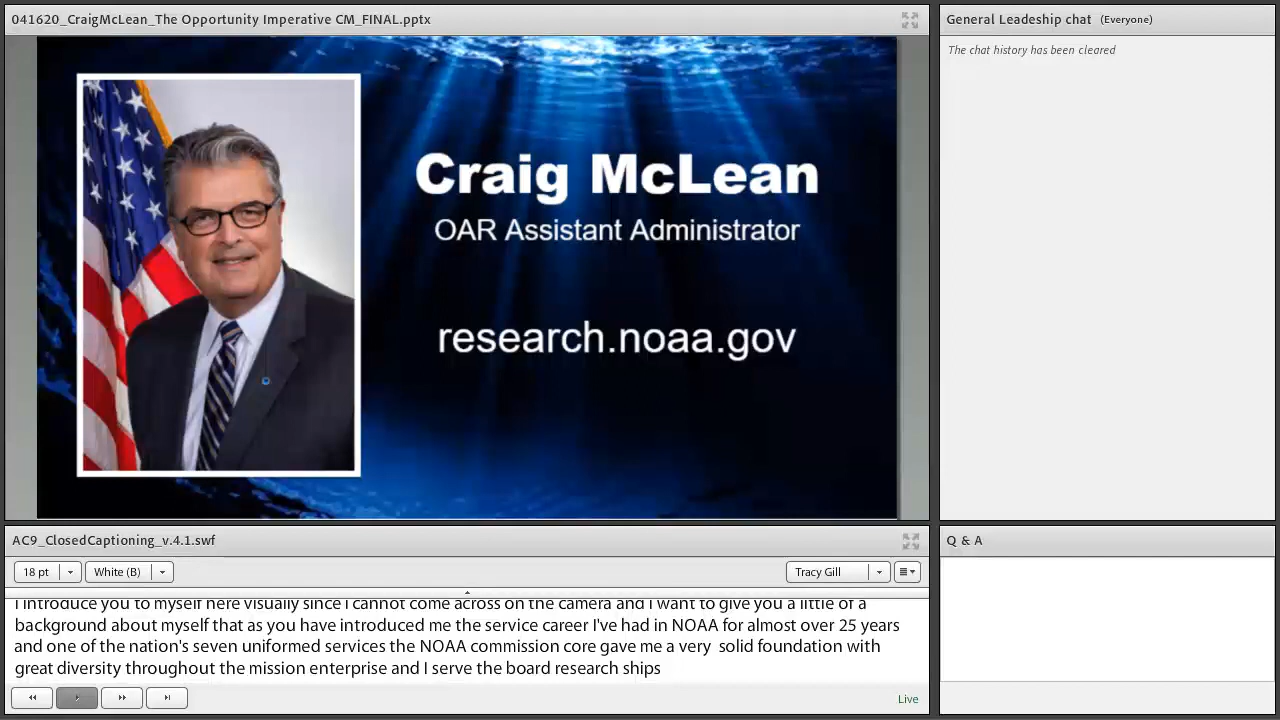 041620_CraigMcLean_The Opportunity Imperative CM_FINAL.pptx
Craig McLean
OAR Assistant Administrator
research.noaa.gov
General Leadership chat (Everyone)
The chat history has been cleared
AC9_ClosedCaptioning_v.4.1.swf
18 pt
White (B)
Tracy Gill
I introduce you to myself here visually since I cannot come across on the camera and I want to give you a little of a
background about myself that as you have introduced me the service career I've had in NOAA for almost over 25 years
and one of the nation's seven uniformed services the NOAA commission core gave me a very solid foundation with
great diversity throughout the mission enterprise and I serve the board research ships
Live
Q & A